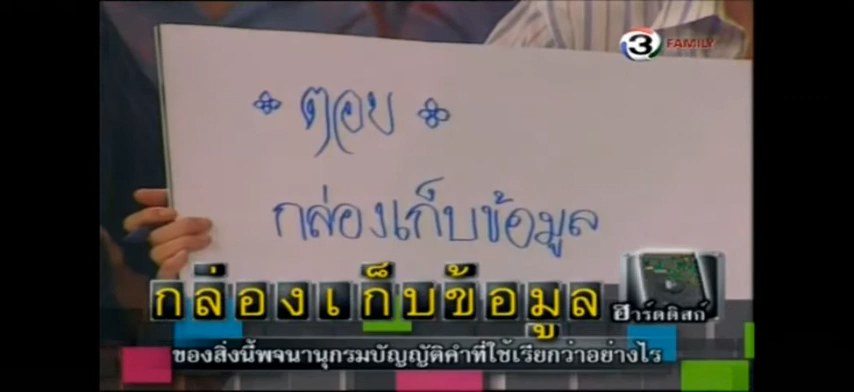 3 FAMILY
ตอบ
กล่องเก็บข้อมูล
กล่องเก็บข้อมูล
ฮาร์ดดิสก์
ของสิ่งนี้พจนานุกรมบัญญัติคำที่ใช้เรียกว่าอย่างไร